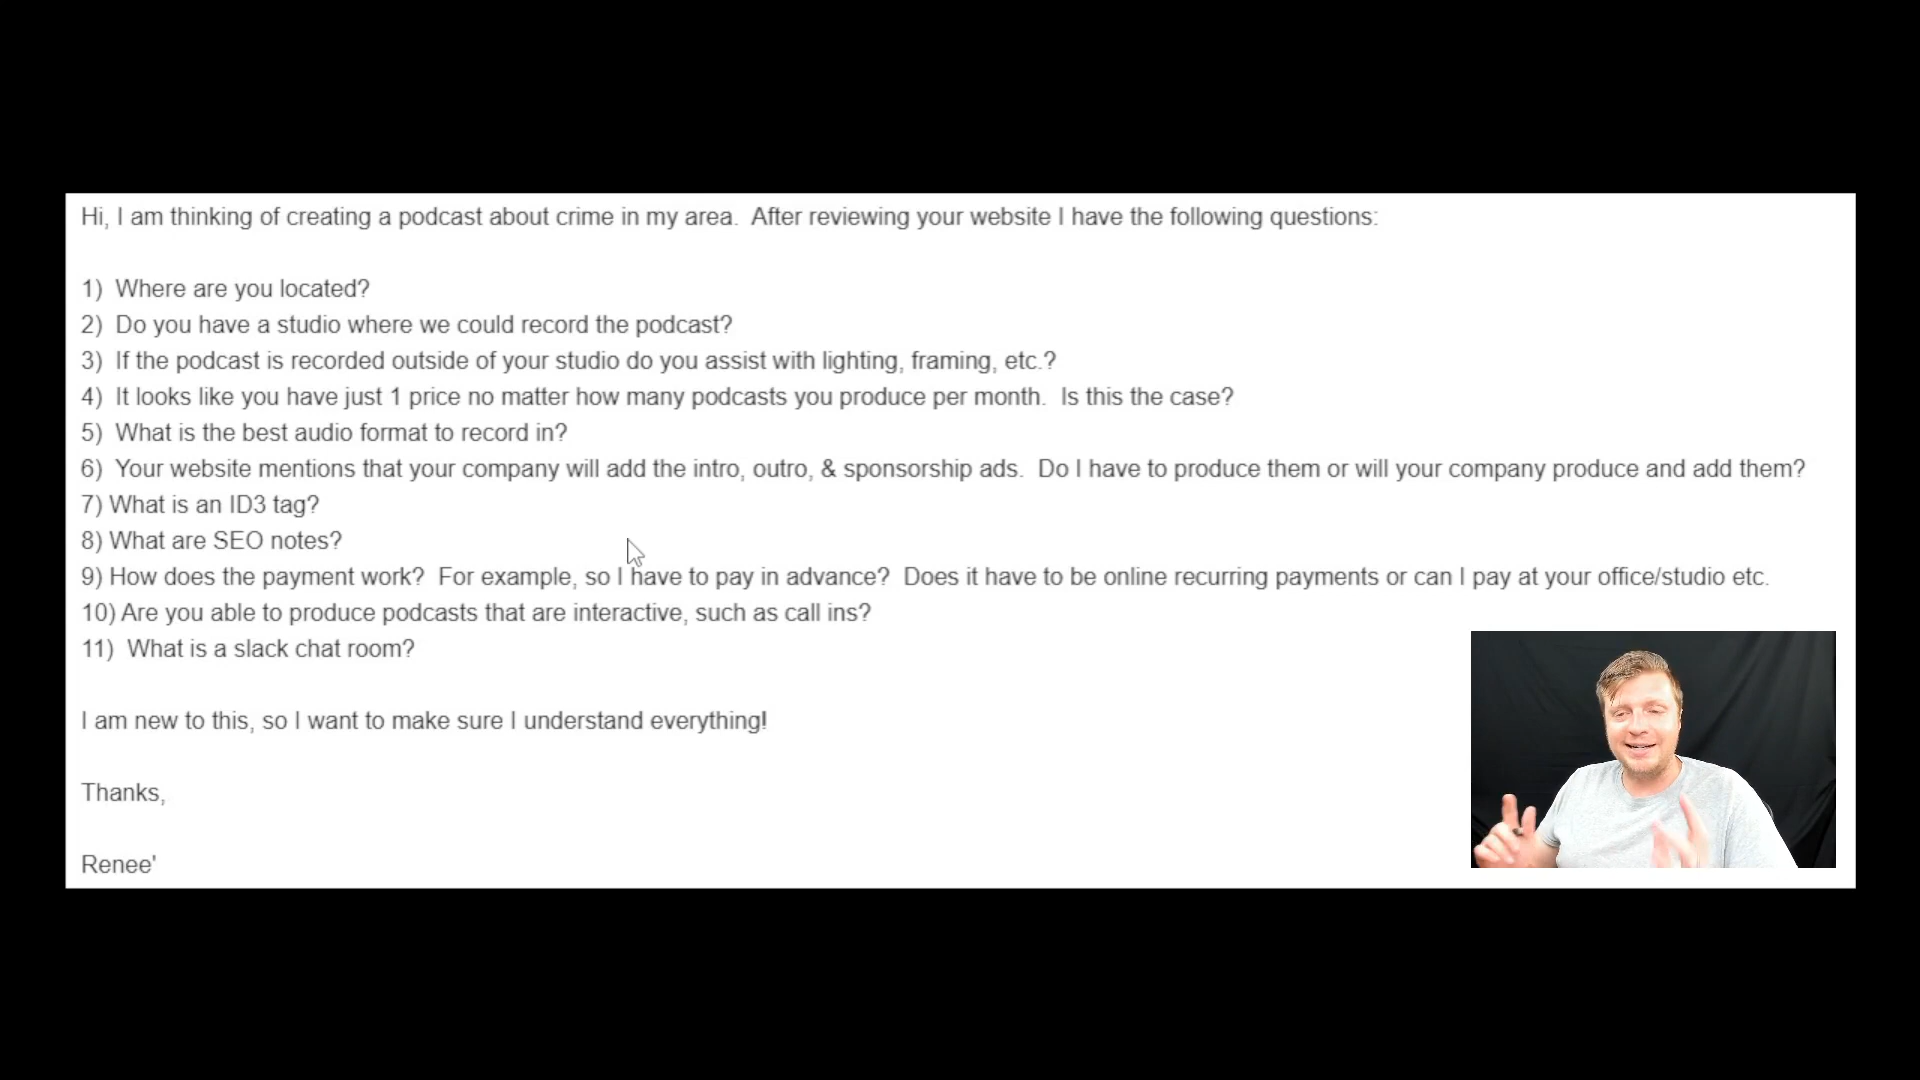 Hi, I am thinking of creating a podcast about crime in my area.  After reviewing your website I have the following questions:
1)  Where are you located?
2)  Do you have a studio where we could record the podcast?
3)  If the podcast is recorded outside of your studio do you assist with lighting, framing, etc.?
4)  It looks like you have just 1 price no matter how many podcasts you produce per month.  Is this the case?
5)  What is the best audio format to record in?
6)  Your website mentions that your company will add the intro, outro, & sponsorship ads.  Do I have to produce them or will your company produce and add them?
7) What is an ID3 tag?
8) What are SEO notes?
9) How does the payment work?  For example, so I have to pay in advance?  Does it have to be online recurring payments or can I pay at your office/studio etc.
10) Are you able to produce podcasts that are interactive, such as call ins?
11)  What is a slack chat room?
I am new to this, so I want to make sure I understand everything!
Thanks,
Renee'